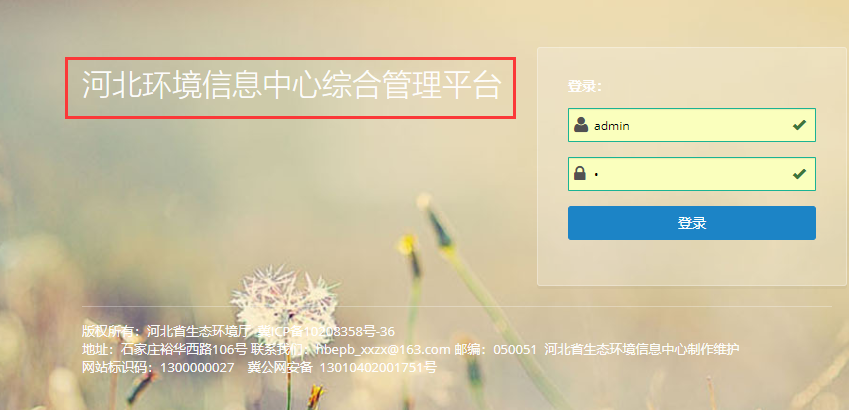 河北环境信息中心综合管理平台
登录：
admin
•
登录
版权所有：河北省生态环境厅 冀ICP备10208358号-36
地址：石家庄裕华西路106号 联系我们：hbepb_xxzx@163.com 邮编：050051 河北省生态环境信息中心制作维护
网站标识码：1300000027 冀公网安备 13010402001751号